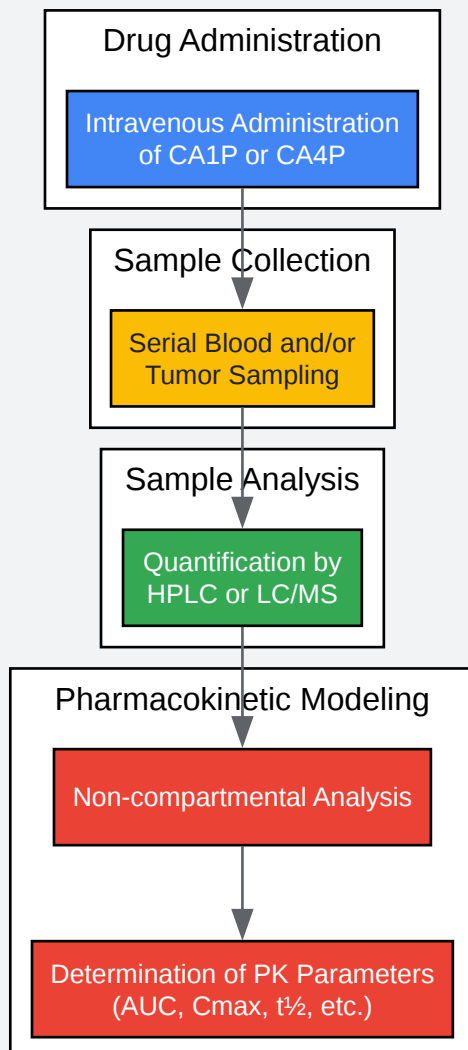 Drug Administration
Intravenous Administration
of CA1P or CA4P
Sample Collection
Serial Blood and/or
Tumor Sampling
Sample Analysis
Quantification by
HPLC or LC/MS
Pharmacokinetic Modeling
Non-compartmental Analysis
Determination of PK Parameters
(AUC, Cmax, t½, etc.)